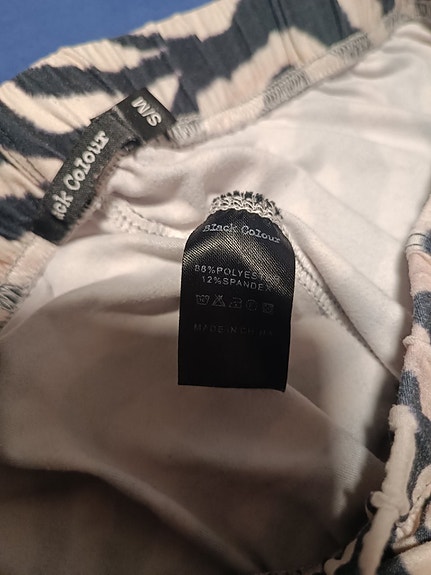 S/M
ack Colour
Black Colour
88%POLYESTER
12%SPANDEX
MADE IN CHINA